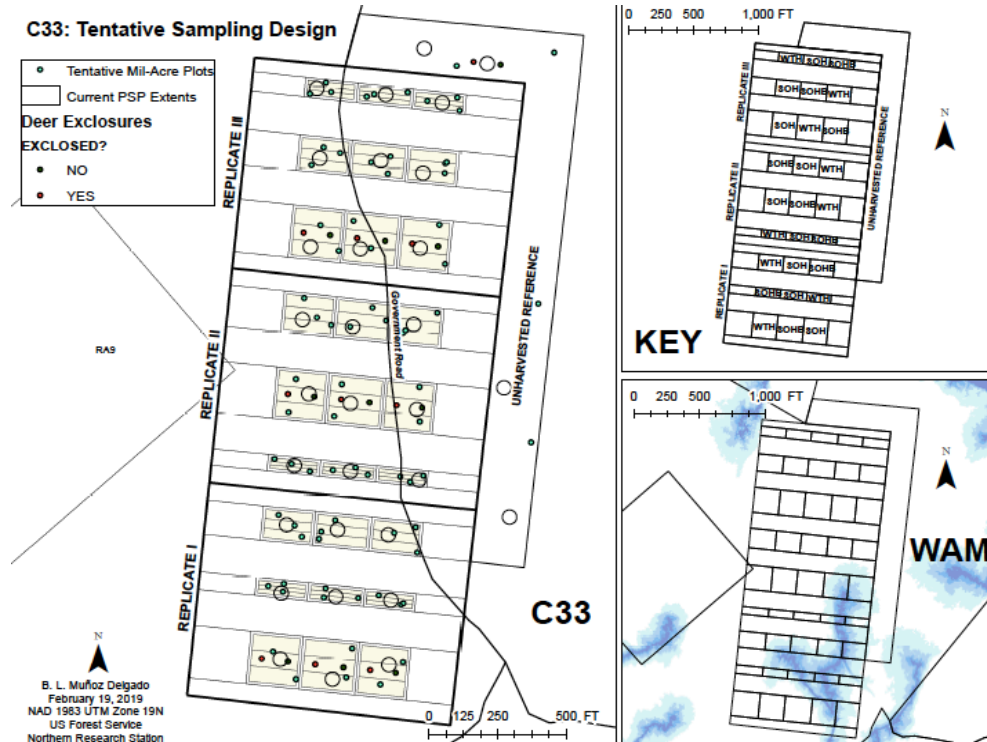 C33: Tentative Sampling Design
Tentative Mil-Acre Plots
Current PSP Extents
Deer Exclosures
EXCLOSED?
NO
YES
REPLICATE III
REPLICATE II
REPLICATE I
Government Road
UNHARVESTED REFERENCE
RA9
C33
N
B. L. Muñoz Delgado
February 19, 2019
NAD 1983 UTM Zone 19N
US Forest Service
Northern Research Station
0 125 250 500 FT
0 250 500 1,000 FT
N
REPLICATE III
REPLICATE II
REPLICATE I
UNHARVESTED REFERENCE
WTH SOH SOHB
SOH SOHB WTH
SOH WTH SOHB
SOHB SOH WTH
SOH SOHB WTH
WTH SOH SOHB
WTH SOH SOHB
SOHB SOH WTH
WTH SOHB SOH
KEY
0 250 500 1,000 FT
N
WAM